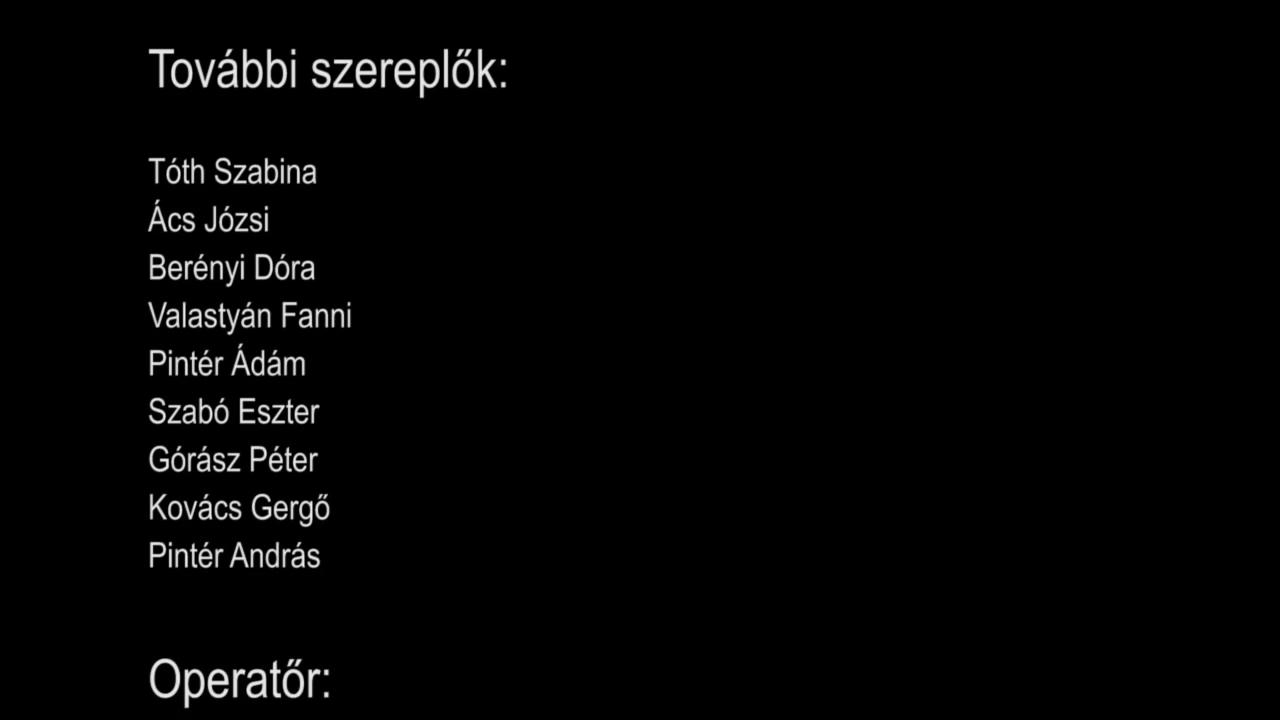 További szereplők:
Tóth Szabina
Ács Józsi
Berényi Dóra
Valastyán Fanni
Pintér Ádám
Szabó Eszter
Górász Péter
Kovács Gergő
Pintér András
Operatőr: